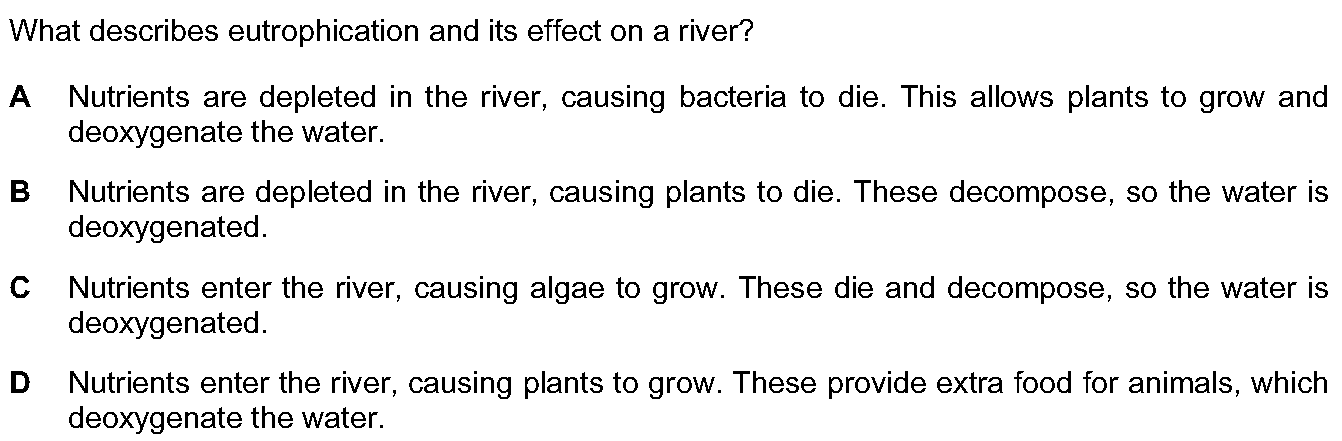 What describes eutrophication and its effect on a river?
A Nutrients are depleted in the river, causing bacteria to die. This allows plants to grow and
deoxygenate the water.
B Nutrients are depleted in the river, causing plants to die. These decompose, so the water is
deoxygenated.
C Nutrients enter the river, causing algae to grow. These die and decompose, so the water is
deoxygenated.
D Nutrients enter the river, causing plants to grow. These provide extra food for animals, which
deoxygenate the water.